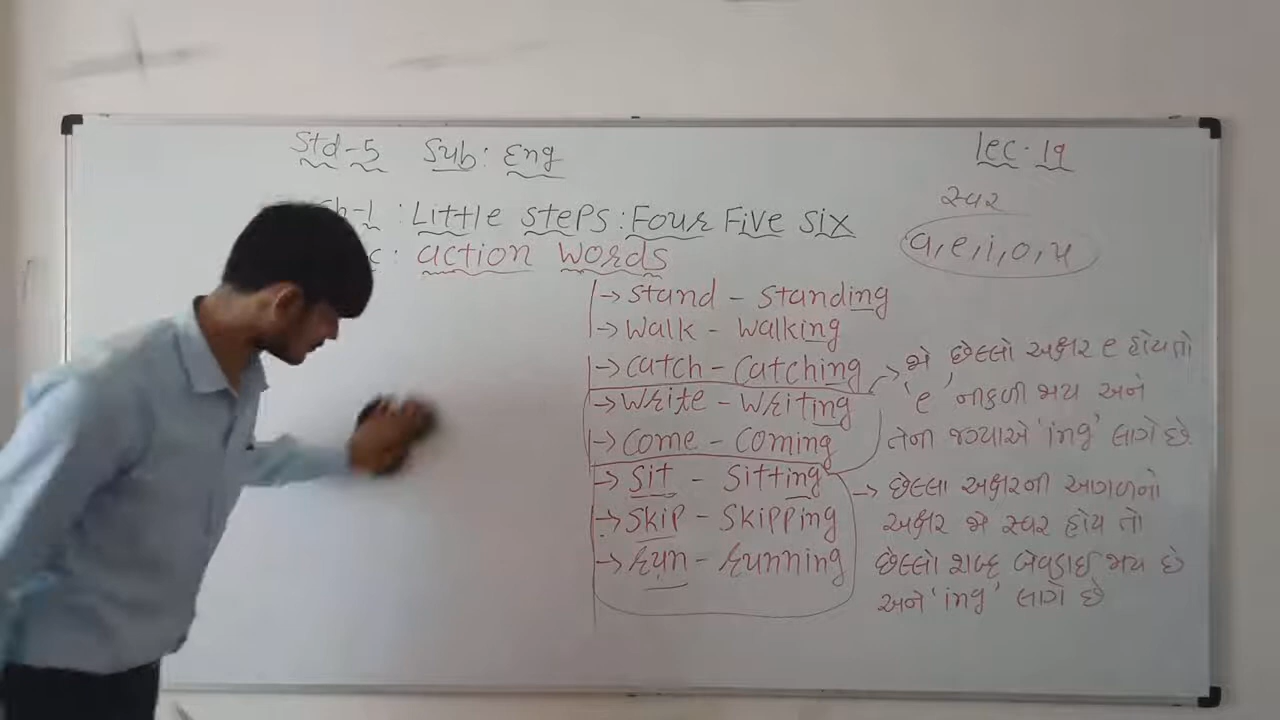 Std-5 Sub: Eng
Lec-19
h-1 : Little steps : Four Five Six
c : action words
સ્વર
a, e, i, o, u
→ Stand - Standing
→ Walk - Walking
→ Catch - Catching
→ Write - Writing
→ Come - Coming
→ Sit - Sitting
→ Skip - Skipping
→ Run - Running
→ જો છેલ્લો અક્ષર e હોય તો
'e' નીકળી જાય અને
તેના જગ્યાએ 'ing' લાગે છે.
→ છેલ્લા અક્ષરની આગળનો
અક્ષર જો સ્વર હોય તો
છેલ્લો શબ્દ બેવડાઈ જાય છે
અને 'ing' લાગે છે